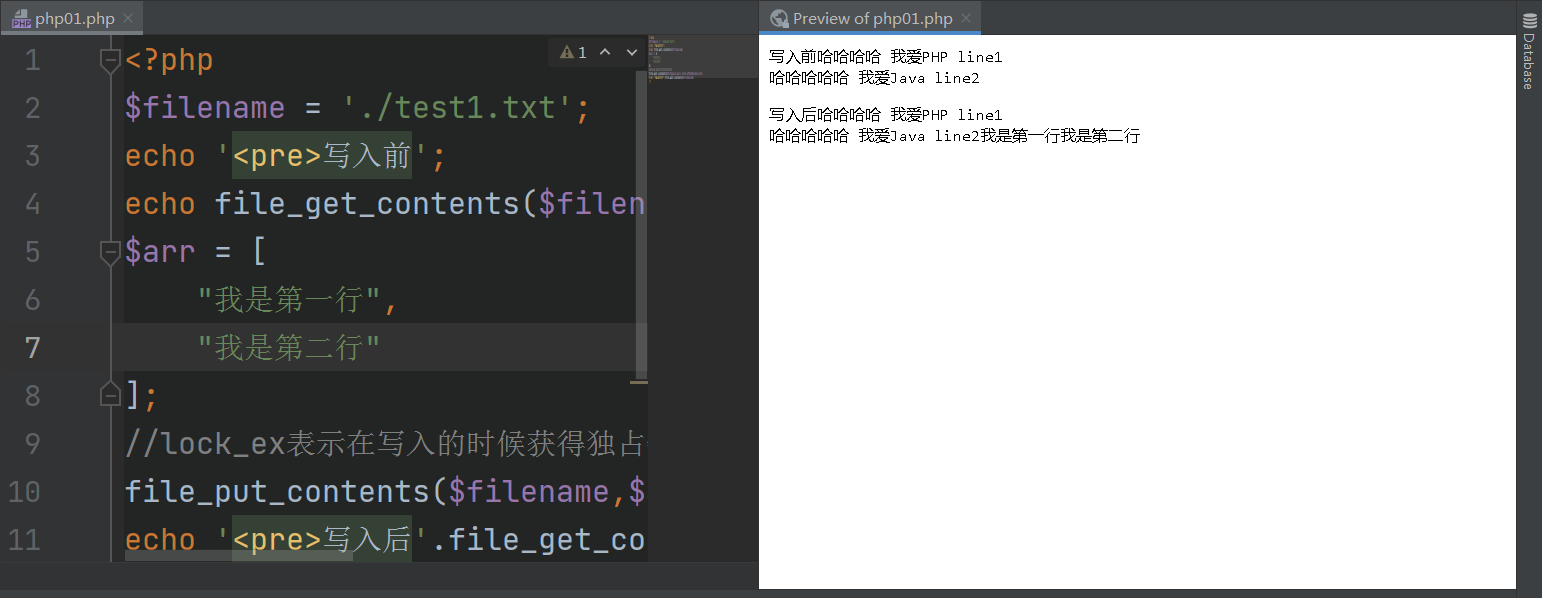 php01.php
1 <?php
2 $filename = './test1.txt';
3 echo '<pre>写入前';
4 echo file_get_contents($filen
5 $arr = [
6 "我是第一行",
7 "我是第二行"
8 ];
9 //lock_ex表示在写入的时候获得独占
10 file_put_contents($filename,$
11 echo '<pre>写入后'.file_get_co
1
Preview of php01.php
写入前哈哈哈哈 我爱PHP line1
哈哈哈哈哈 我爱Java line2
写入后哈哈哈哈 我爱PHP line1
哈哈哈哈哈 我爱Java line2我是第一行我是第二行
Database